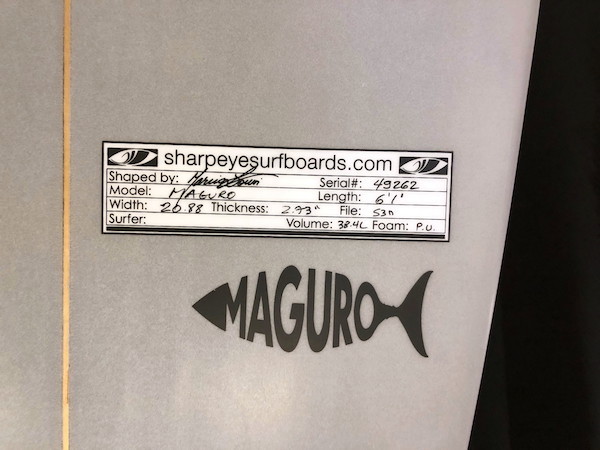 sharpeyesurfboards.com
Shaped by: Serial#: 49262
Model: MAGURO Length: 6'1"
Width: 20.88 Thickness: 2.93" File: S3n
Surfer: Volume: 38.4L Foam: P.U.
MAGURO